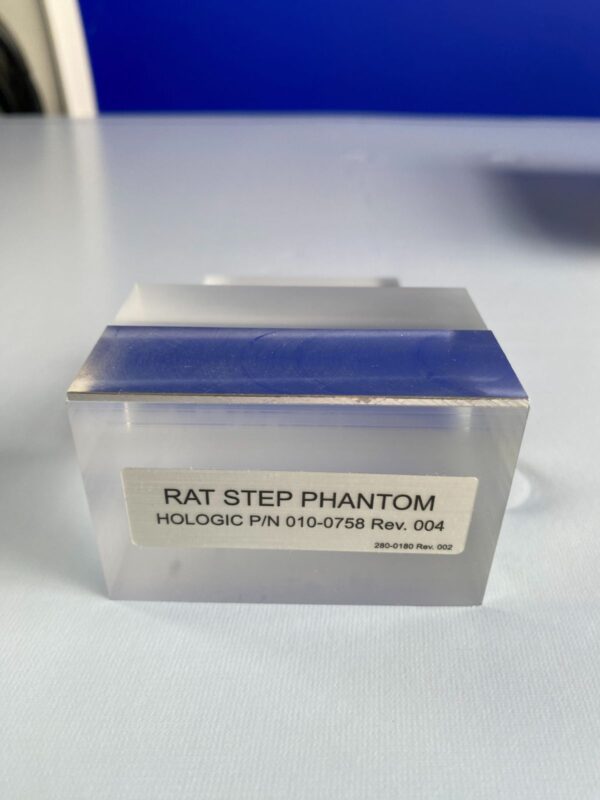 RAT STEP PHANTOM
HOLOGIC P/N 010-0758 Rev. 004
280-0180 Rev. 002